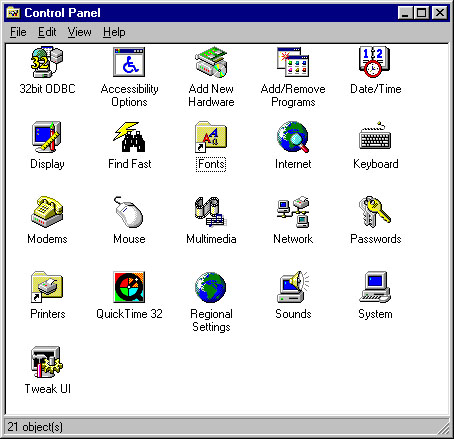 Control Panel
File Edit View Help
32bit ODBC
Accessibility
Options
Add New
Hardware
Add/Remove
Programs
Date/Time
Display
Find Fast
Fonts
Internet
Keyboard
Modems
Mouse
Multimedia
Network
Passwords
Printers
QuickTime 32
Regional
Settings
Sounds
System
Tweak UI
21 object(s)